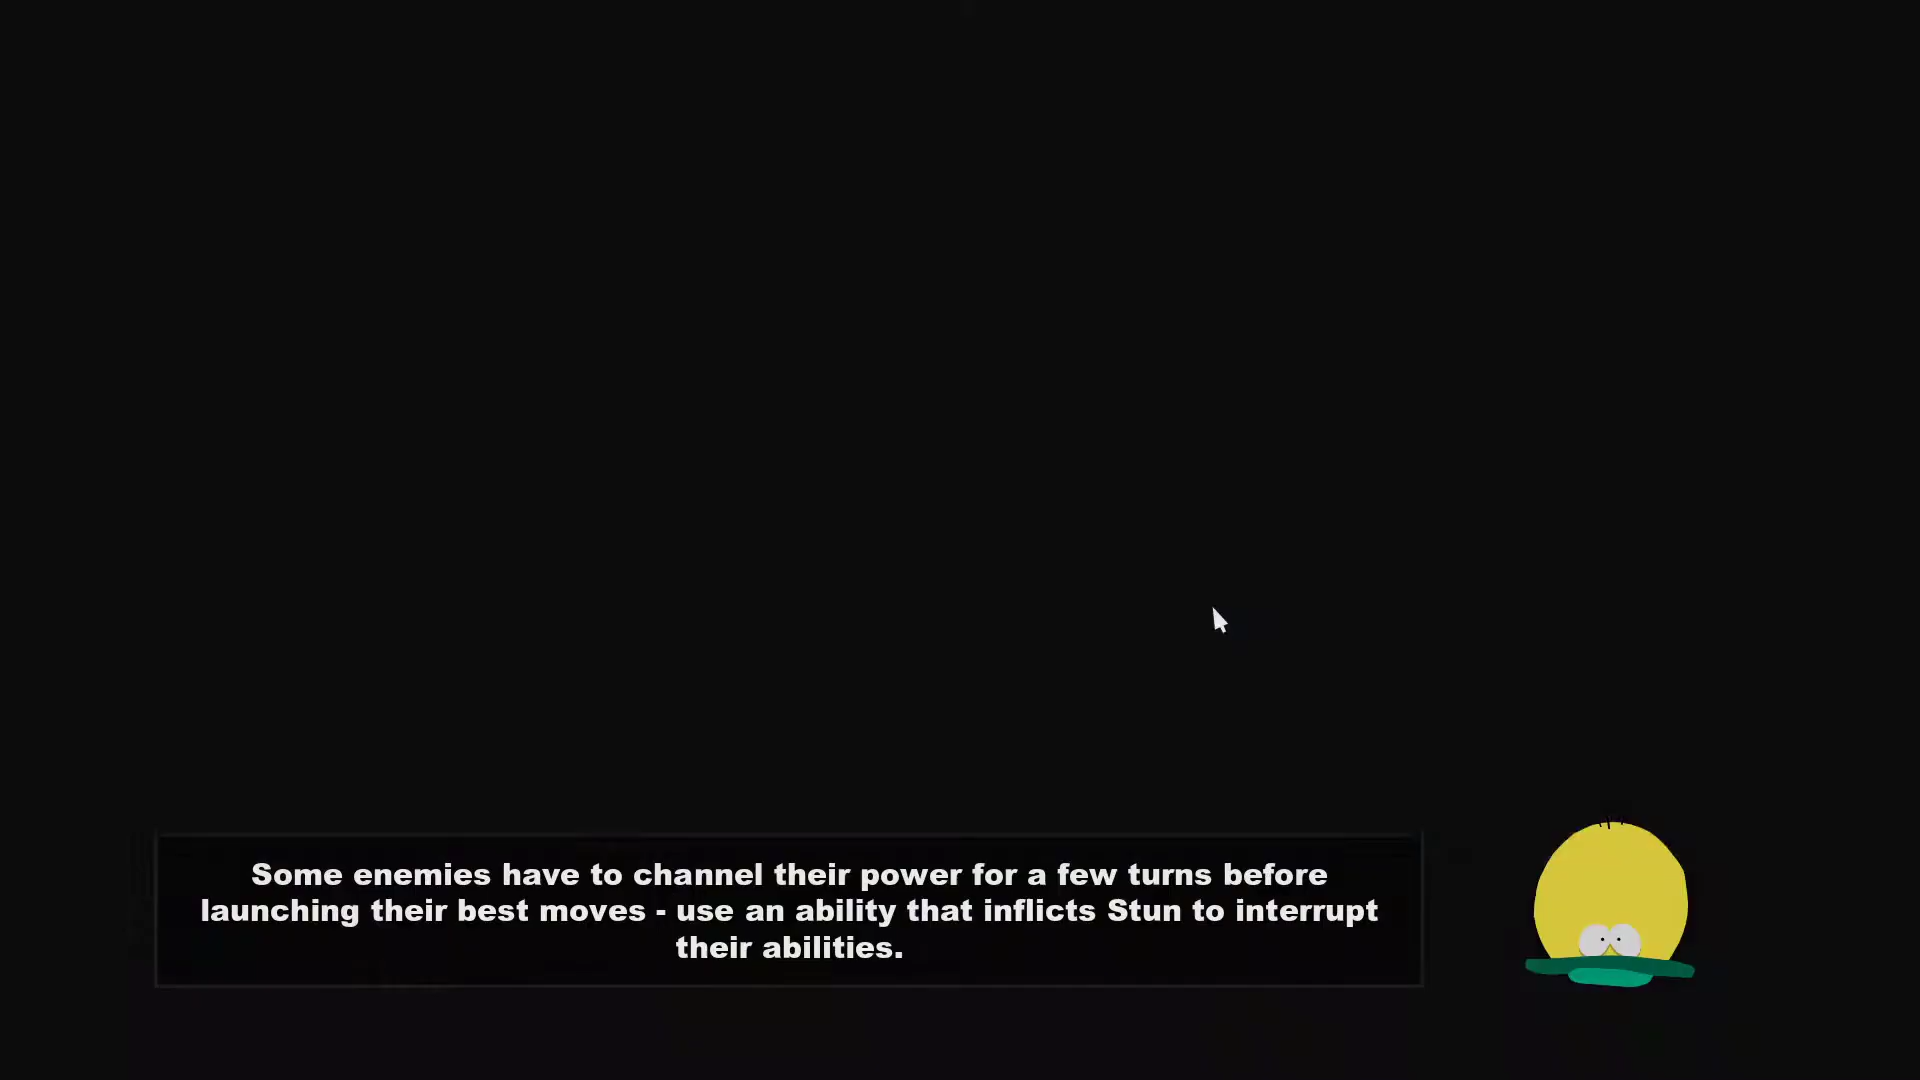 Some enemies have to channel their power for a few turns before
launching their best moves - use an ability that inflicts Stun to interrupt
their abilities.